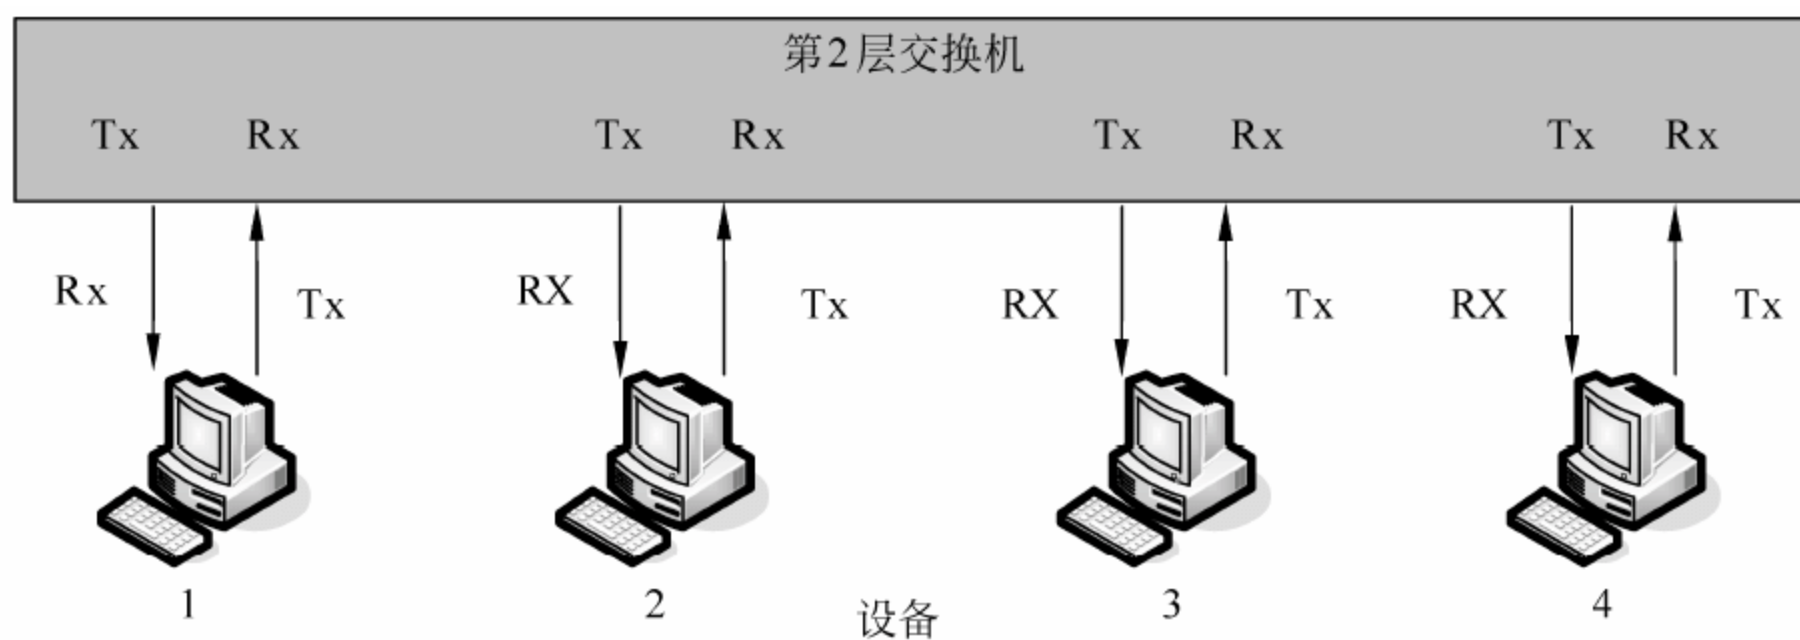 第2层交换机
Tx Rx Tx Rx Tx Rx Tx Rx
Rx Tx RX Tx RX Tx RX Tx
1 2 设备 3 4